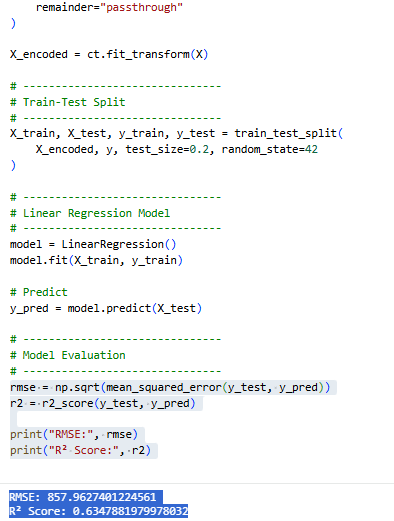 remainder="passthrough"
)

X_encoded = ct.fit_transform(X)

# ------------------------------
# Train-Test Split
# ------------------------------
X_train, X_test, y_train, y_test = train_test_split(
    X_encoded, y, test_size=0.2, random_state=42
)

# ------------------------------
# Linear Regression Model
# ------------------------------
model = LinearRegression()
model.fit(X_train, y_train)

# Predict
y_pred = model.predict(X_test)

# ------------------------------
# Model Evaluation
# ------------------------------
rmse = np.sqrt(mean_squared_error(y_test, y_pred))
r2 = r2_score(y_test, y_pred)

print("RMSE:", rmse)
print("R² Score:", r2)

RMSE: 857.9627401224561
R² Score: 0.6347881979978032